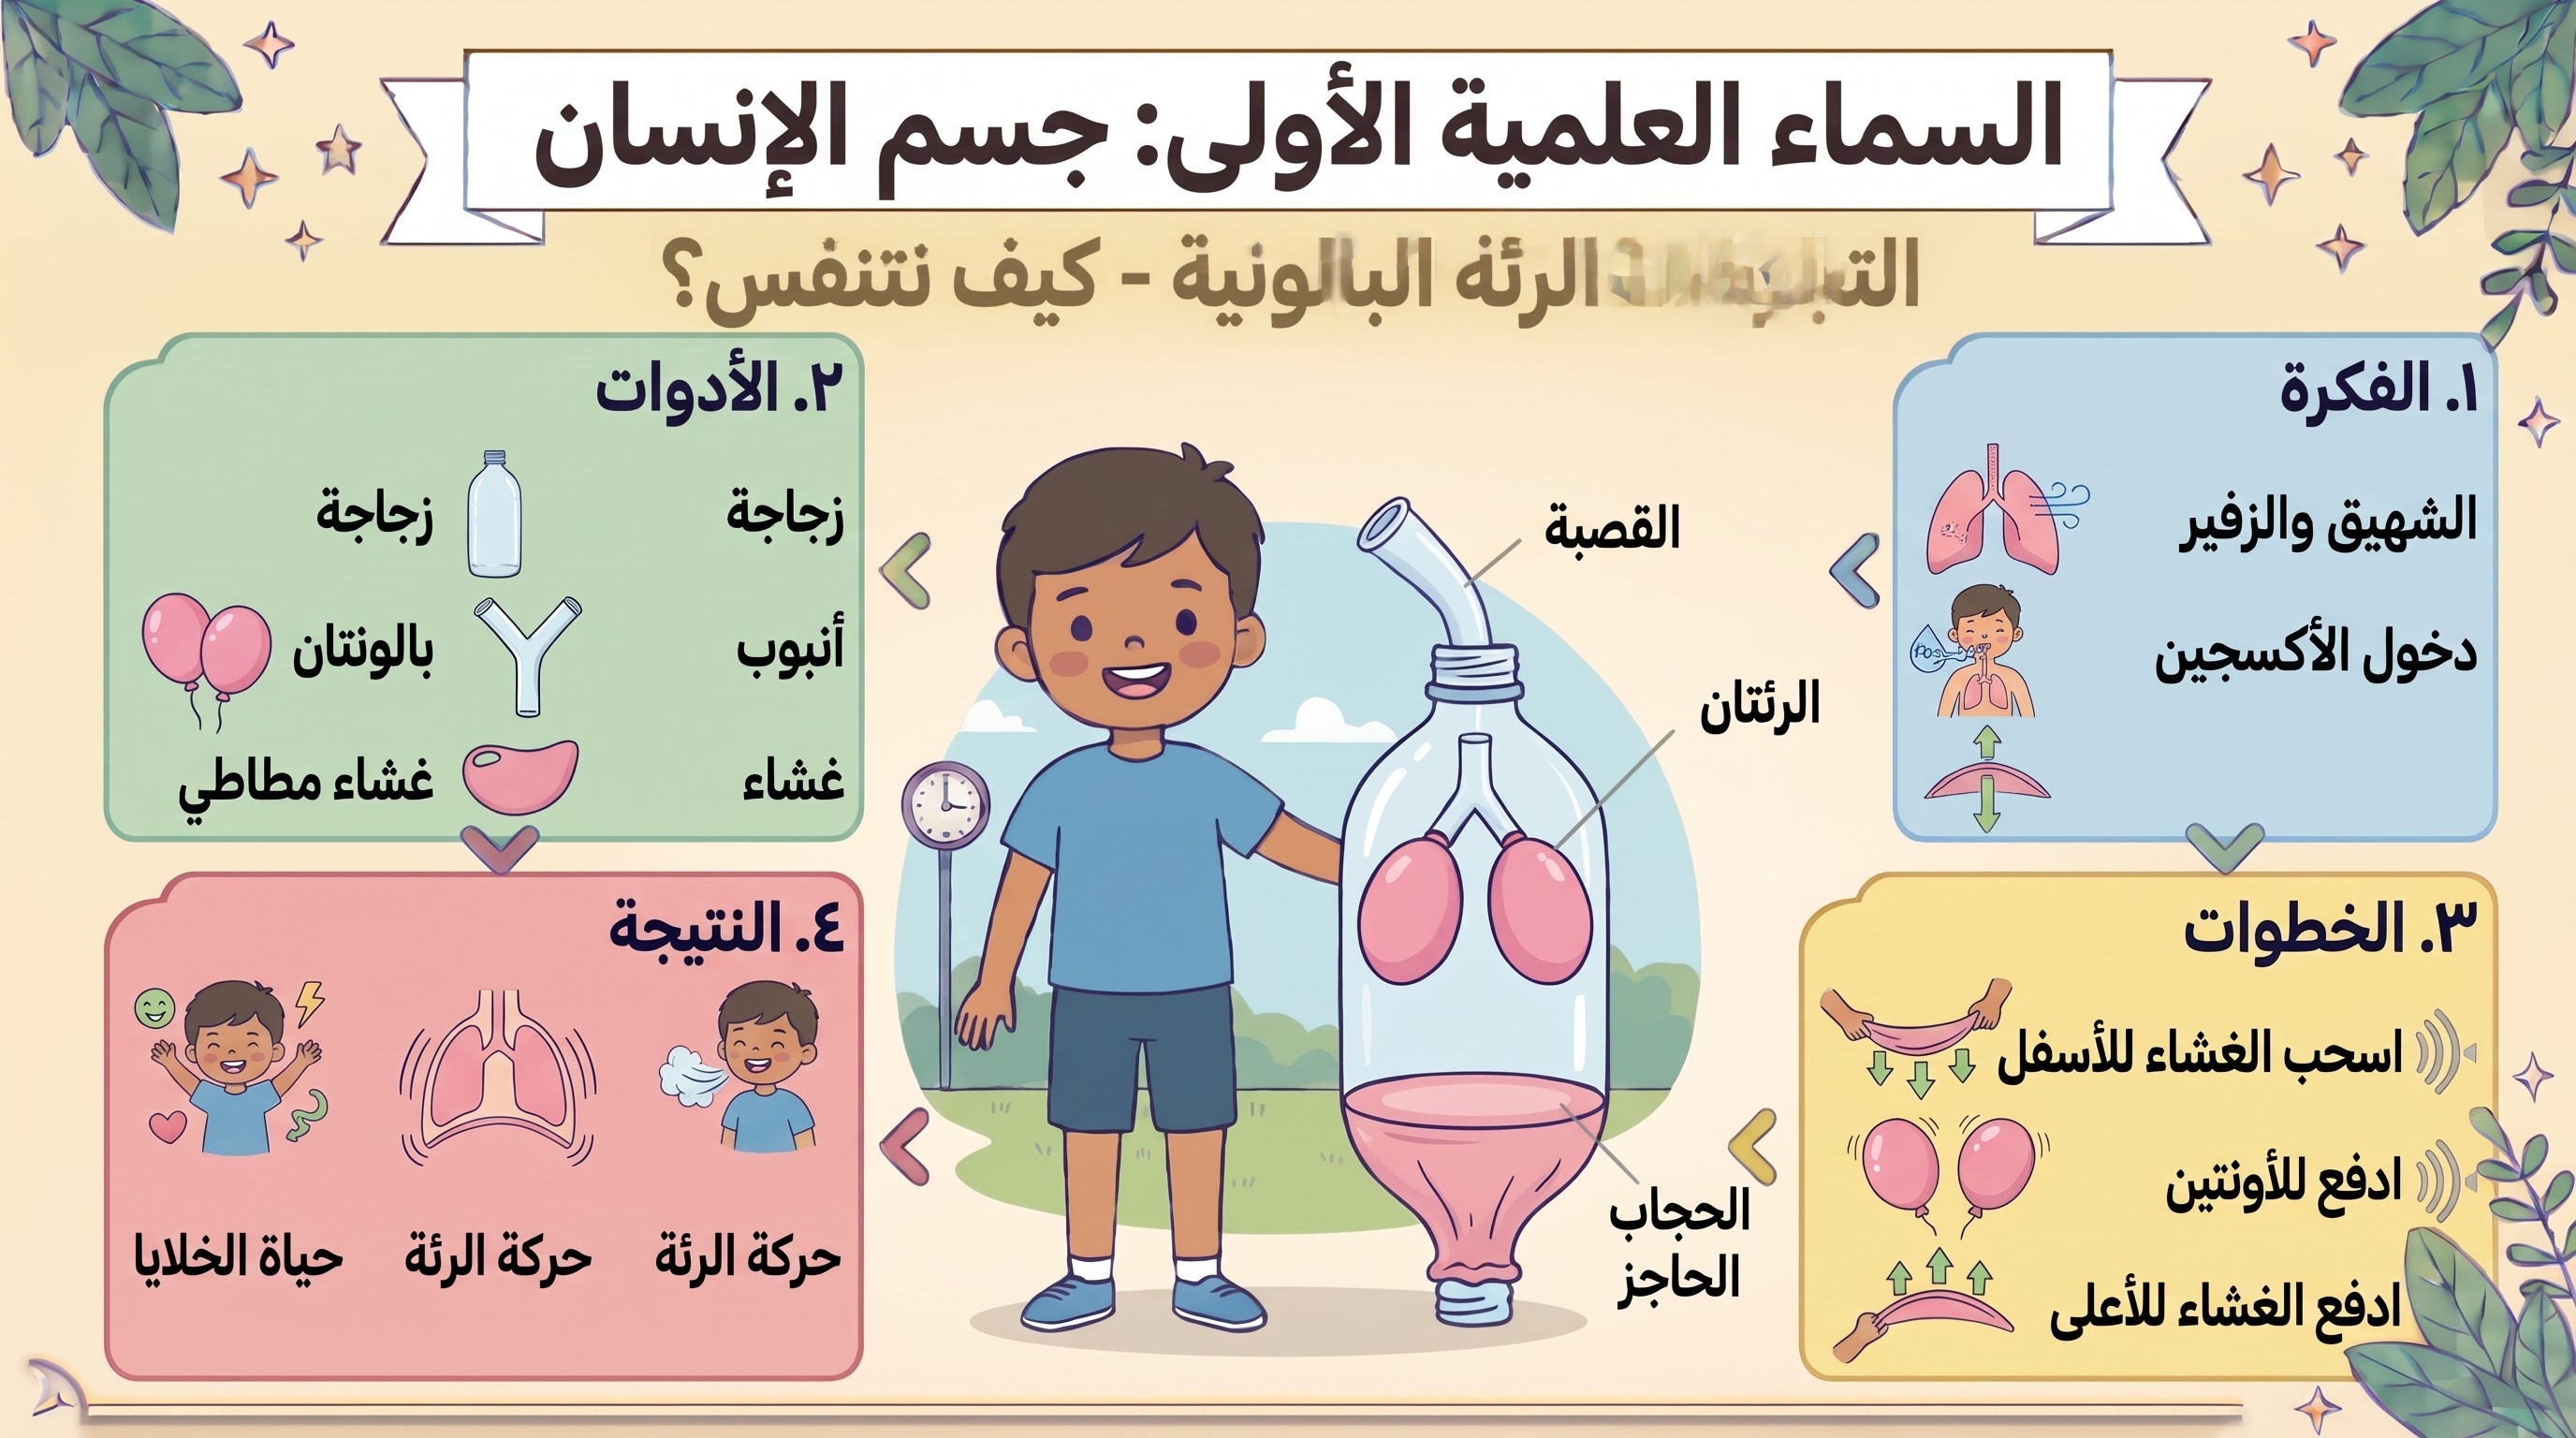 السماء العلمية الأولى: جسم الإنسان
الرئة البالونية - كيف نتنفس؟
١. الفكرة
الشهيق والزفير
دخول الأكسجين
٢. الأدوات
زجاجة زجاجة
أنبوب بالونتان
غشاء غشاء مطاطي
القصبة
الرئتان
الحجاب
الحاجز
٣. الخطوات
اسحب الغشاء للأسفل
ادفع للأونتين
ادفع الغشاء للأعلى
٤. النتيجة
حركة الرئة حركة الرئة حياة الخلايا